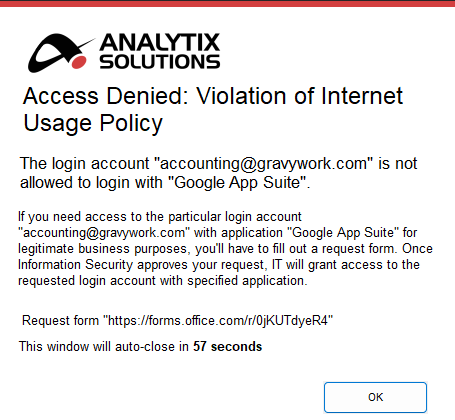 ANALYTIX
SOLUTIONS
Access Denied: Violation of Internet
Usage Policy
The login account "accounting@gravywork.com" is not
allowed to login with "Google App Suite".
If you need access to the particular login account
"accounting@gravywork.com" with application "Google App Suite" for
legitimate business purposes, you'll have to fill out a request form. Once
Information Security approves your request, IT will grant access to the
requested login account with specified application.
Request form "https://forms.office.com/r/0jKUTdyeR4"
This window will auto-close in 57 seconds
OK